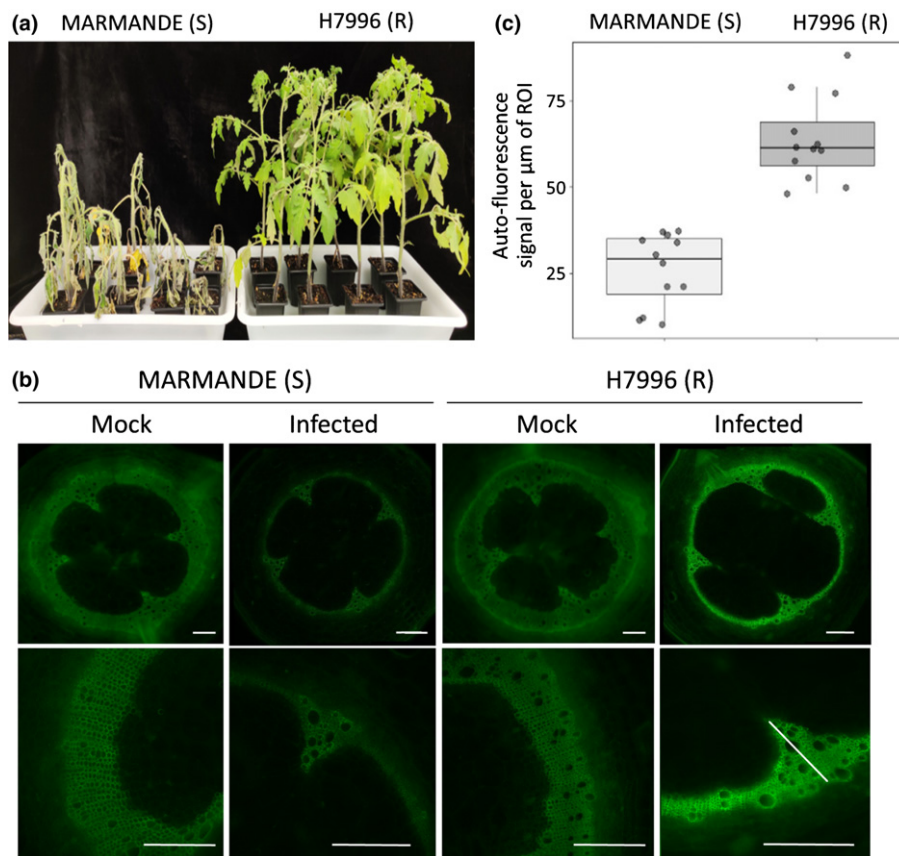 (a) MARMANDE (S) H7996 (R)
(c) MARMANDE (S) H7996 (R)
Auto-fluorescence
signal per µm of ROI
75
50
25
(b) MARMANDE (S) H7996 (R)
Mock Infected Mock Infected